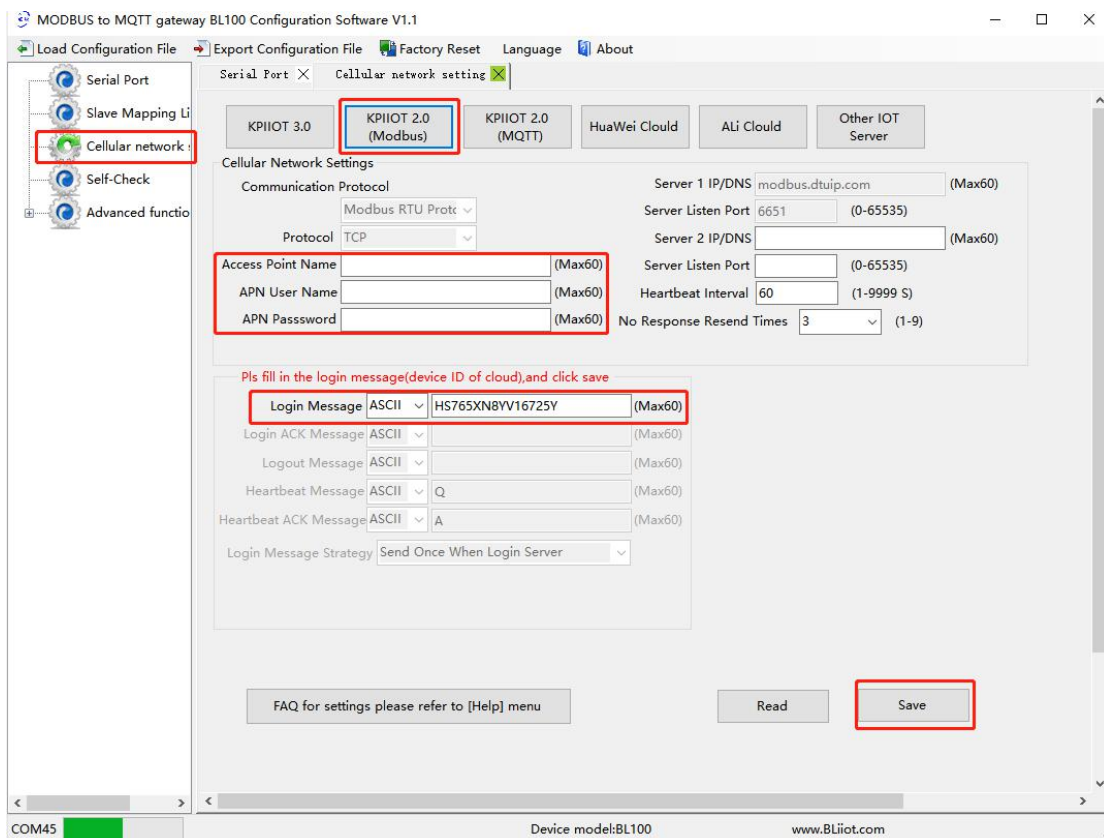 MODBUS to MQTT gateway BL100 Configuration Software V1.1
Load Configuration File Export Configuration File Factory Reset Language About
Serial Port
Slave Mapping Li
Cellular network s
Self-Check
Advanced functio
Serial Port Cellular network setting
KPIIOT 3.0
KPIIOT 2.0
(Modbus)
KPIIOT 2.0
(MQTT)
HuaWei Clould
ALi Clould
Other IOT
Server
Cellular Network Settings
Communication Protocol
Modbus RTU Protc
Protocol TCP
Access Point Name (Max60)
APN User Name (Max60)
APN Passsword (Max60)
Server 1 IP/DNS modbus.dtuip.com (Max60)
Server Listen Port 6651 (0-65535)
Server 2 IP/DNS (Max60)
Server Listen Port (0-65535)
Heartbeat Interval 60 (1-9999 S)
No Response Resend Times 3 (1-9)
Pls fill in the login message(device ID of cloud),and click save
Login Message ASCII HS765XN8YV16725Y (Max60)
Login ACK Message ASCII (Max60)
Logout Message ASCII (Max60)
Heartbeat Message ASCII Q (Max60)
Heartbeat ACK Message ASCII A (Max60)
Login Message Strategy Send Once When Login Server
FAQ for settings please refer to [Help] menu
Read
Save
COM45
Device model:BL100
www.BLiiot.com